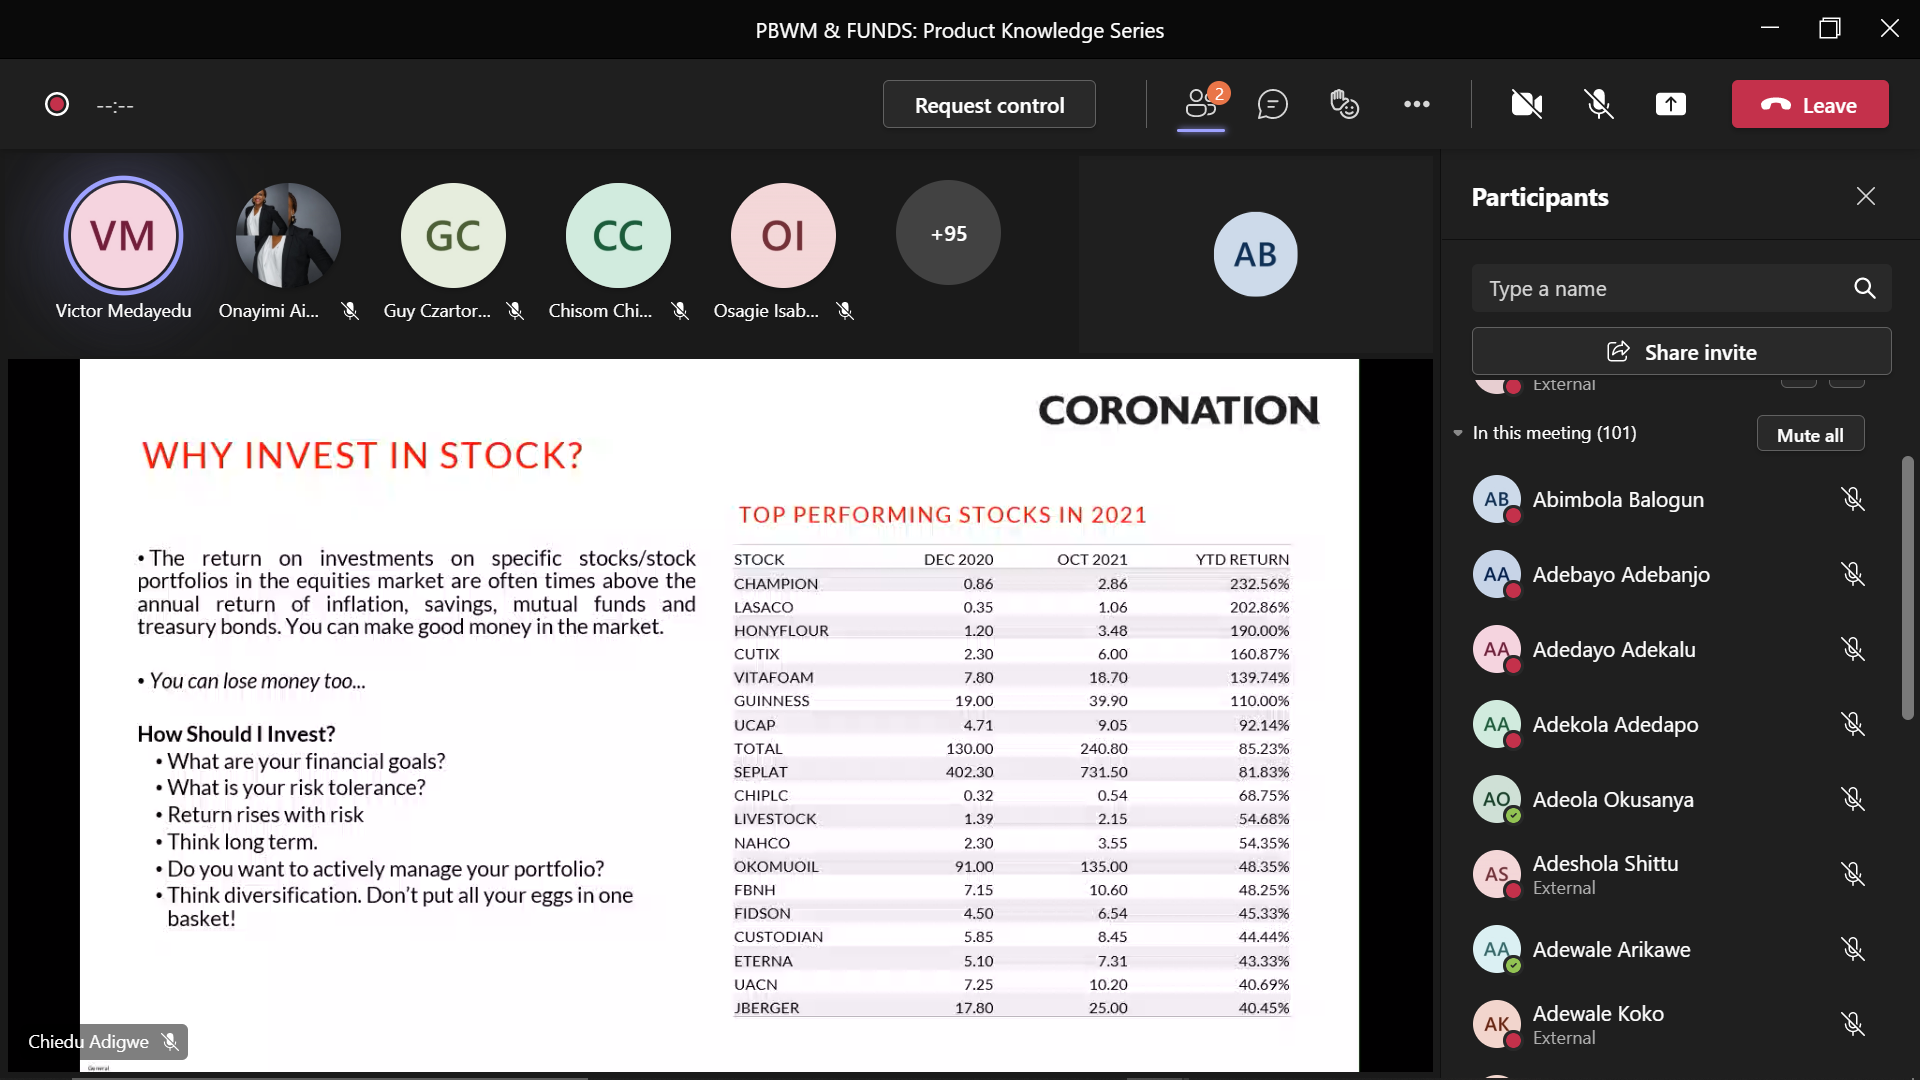 PBWM & FUNDS: Product Knowledge Series
--:--
Request control
2
Leave
VM
GC
CC
OI
+95
AB
Victor Medayedu
Onayimi Ai...
Guy Czartor...
Chisom Chi...
Osagie Isab...
CORONATION
WHY INVEST IN STOCK?
• The return on investments on specific stocks/stock
portfolios in the equities market are often times above the
annual return of inflation, savings, mutual funds and
treasury bonds. You can make good money in the market.
• You can lose money too...
How Should I Invest?
• What are your financial goals?
• What is your risk tolerance?
• Return rises with risk
• Think long term.
• Do you want to actively manage your portfolio?
• Think diversification. Don’t put all your eggs in one
basket!
TOP PERFORMING STOCKS IN 2021
STOCK DEC 2020 OCT 2021 YTD RETURN
CHAMPION 0.86 2.86 232.56%
LASACO 0.35 1.06 202.86%
HONYFLOUR 1.20 3.48 190.00%
CUTIX 2.30 6.00 160.87%
VITAFOAM 7.80 18.70 139.74%
GUINNESS 19.00 39.90 110.00%
UCAP 4.71 9.05 92.14%
TOTAL 130.00 240.80 85.23%
SEPLAT 402.30 731.50 81.83%
CHIPLC 0.32 0.54 68.75%
LIVESTOCK 1.39 2.15 54.68%
NAHCO 2.30 3.55 54.35%
OKOMUOIL 91.00 135.00 48.35%
FBNH 7.15 10.60 48.25%
FIDSON 4.50 6.54 45.33%
CUSTODIAN 5.85 8.45 44.44%
ETERNA 5.10 7.31 43.33%
UACN 7.25 10.20 40.69%
JBERGER 17.80 25.00 40.45%
Chiedu Adigwe
Participants
Type a name
Share invite
External
In this meeting (101)
Mute all
AB Abimbola Balogun
AA Adebayo Adebanjo
AA Adedayo Adekalu
AA Adekola Adedapo
AO Adeola Okusanya
AS Adeshola Shittu
External
AA Adewale Arikawe
AK Adewale Koko
External